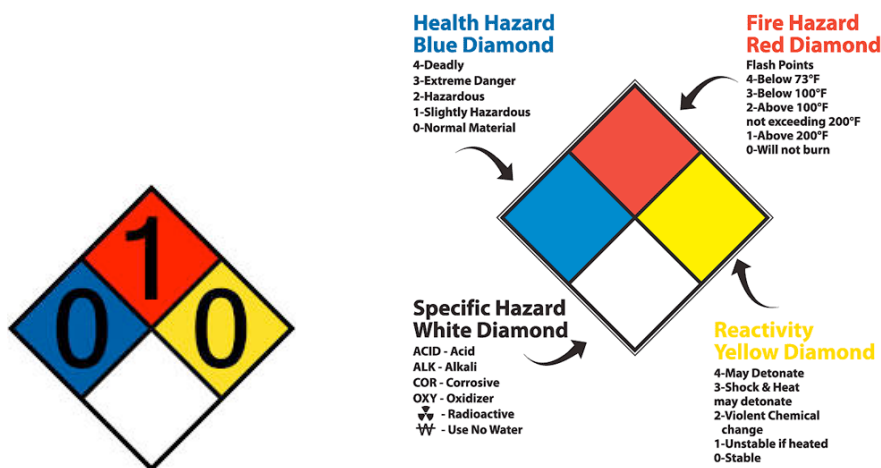 Health Hazard
Blue Diamond
4-Deadly
3-Extreme Danger
2-Hazardous
1-Slightly Hazardous
0-Normal Material
Fire Hazard
Red Diamond
Flash Points
4-Below 73°F
3-Below 100°F
2-Above 100°F
not exceeding 200°F
1-Above 200°F
0-Will not burn
1
0 0
Specific Hazard
White Diamond
ACID - Acid
ALK - Alkali
COR - Corrosive
OXY - Oxidizer
- Radioactive
W - Use No Water
Reactivity
Yellow Diamond
4-May Detonate
3-Shock & Heat
may detonate
2-Violent Chemical
change
1-Unstable if heated
0-Stable